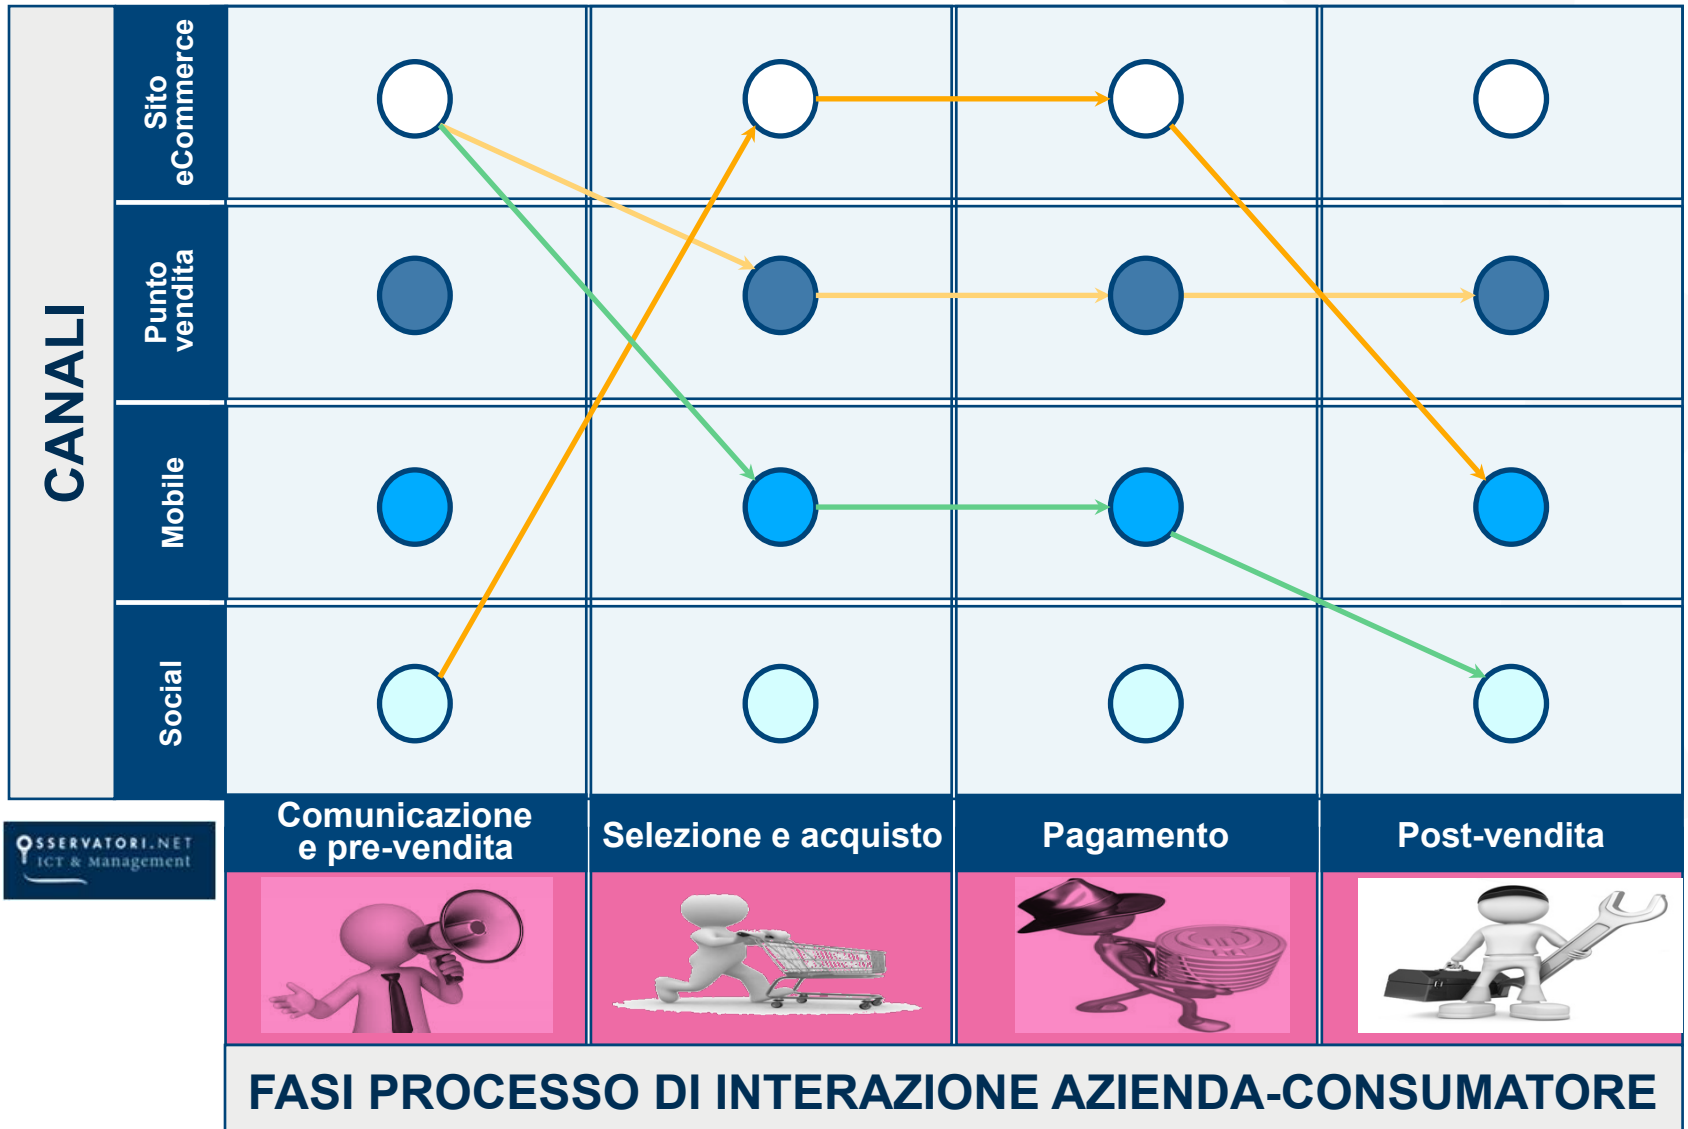 CANALI
Sito
eCommerce
Punto
vendita
Mobile
Social
Comunicazione
e pre-vendita
Selezione e acquisto
Pagamento
Post-vendita
OSSERVATORI.NET
ICT & Management
FASI PROCESSO DI INTERAZIONE AZIENDA-CONSUMATORE